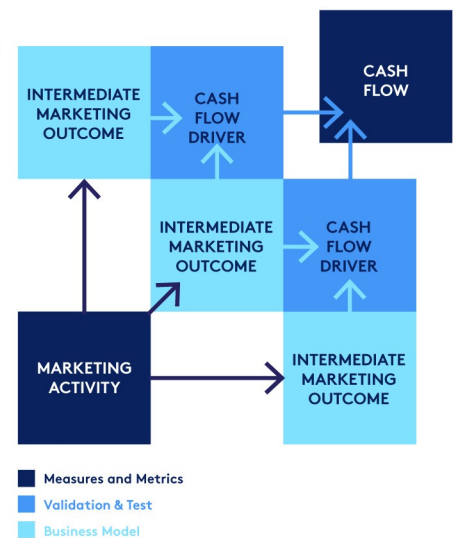 CASH
FLOW
INTERMEDIATE
MARKETING
OUTCOME
CASH
FLOW
DRIVER
INTERMEDIATE
MARKETING
OUTCOME
CASH
FLOW
DRIVER
MARKETING
ACTIVITY
INTERMEDIATE
MARKETING
OUTCOME
Measures and Metrics
Validation & Test
Business Model